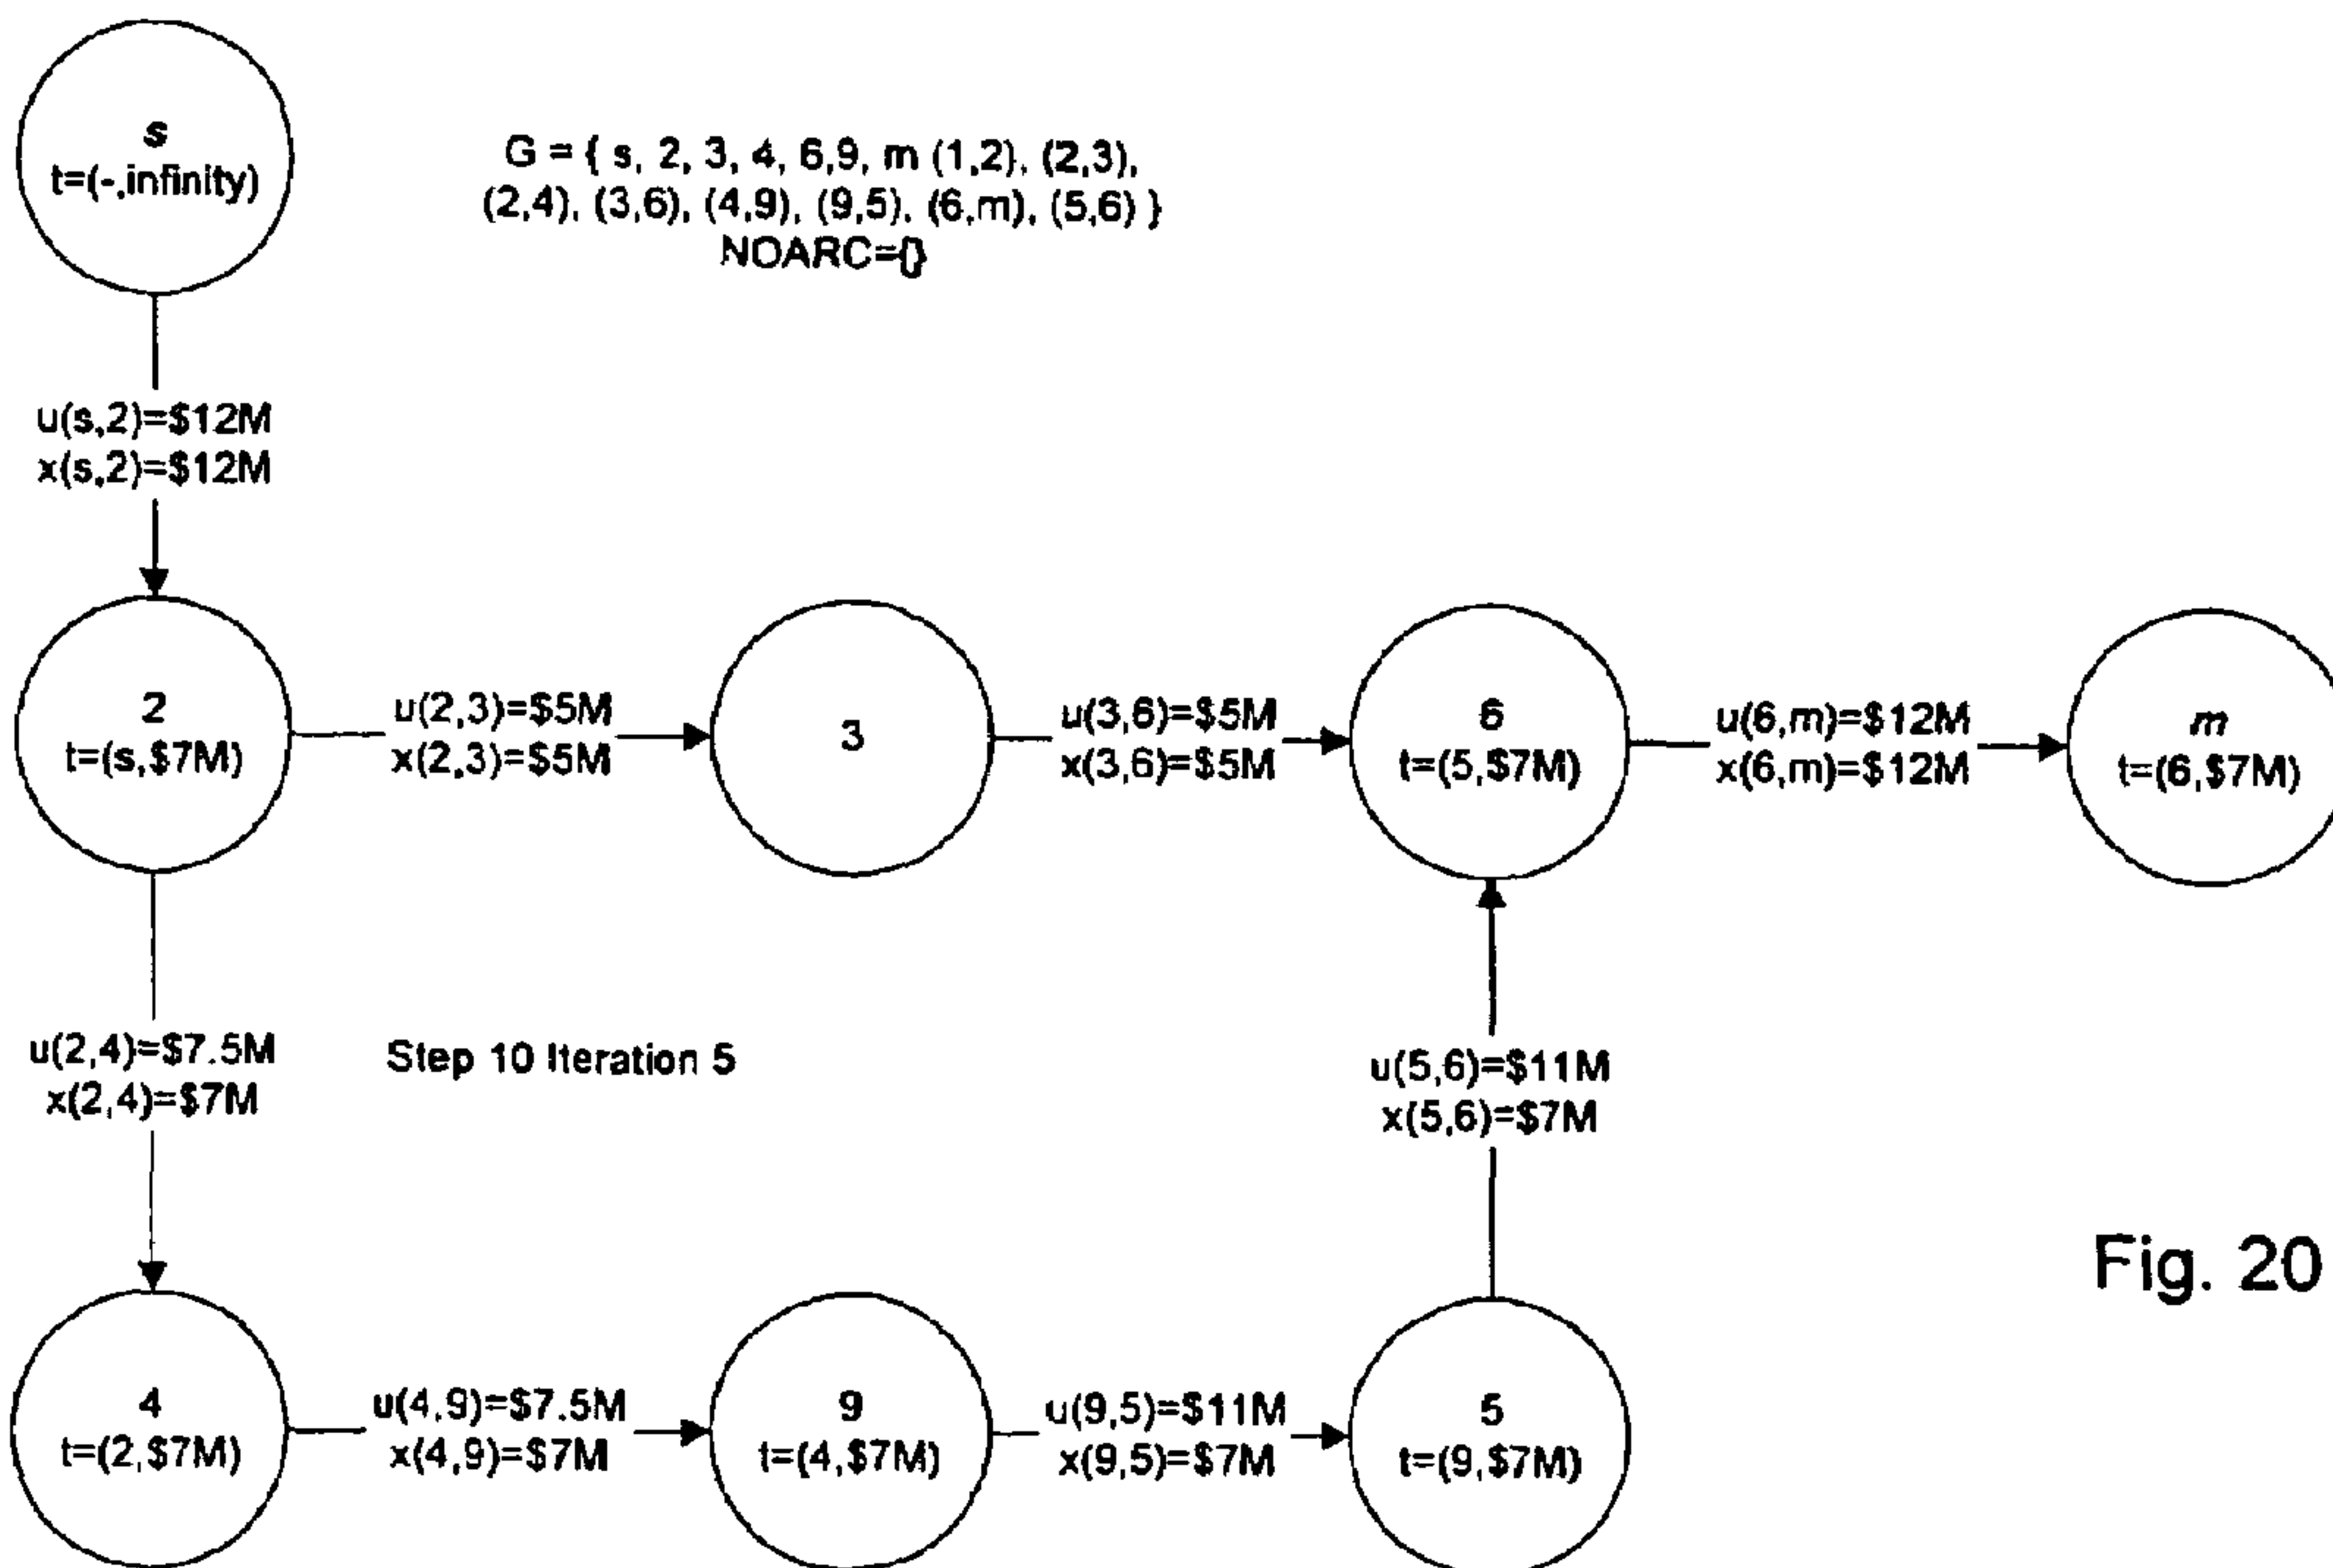 s
t=(-,infinity)
G = { s, 2, 3, 4, 6,9, m (1,2), (2,3),
(2,4), (3,6), (4,9), (9,5), (6,m), (5,6) }
NOARC={}
u(s,2)=$12M
x(s,2)=$12M
2
t=(s,$7M)
u(2,3)=$5M
x(2,3)=$5M
3
u(3,6)=$5M
x(3,6)=$5M
6
t=(5,$7M)
u(6,m)=$12M
x(6,m)=$12M
m
t=(6,$7M)
u(2,4)=$7.5M
x(2,4)=$7M
Step 10 Iteration 5
u(5,6)=$11M
x(5,6)=$7M
Fig. 20
4
t=(2,$7M)
u(4,9)=$7.5M
x(4,9)=$7M
9
t=(4,$7M)
u(9,5)=$11M
x(9,5)=$7M
5
t=(9,$7M)